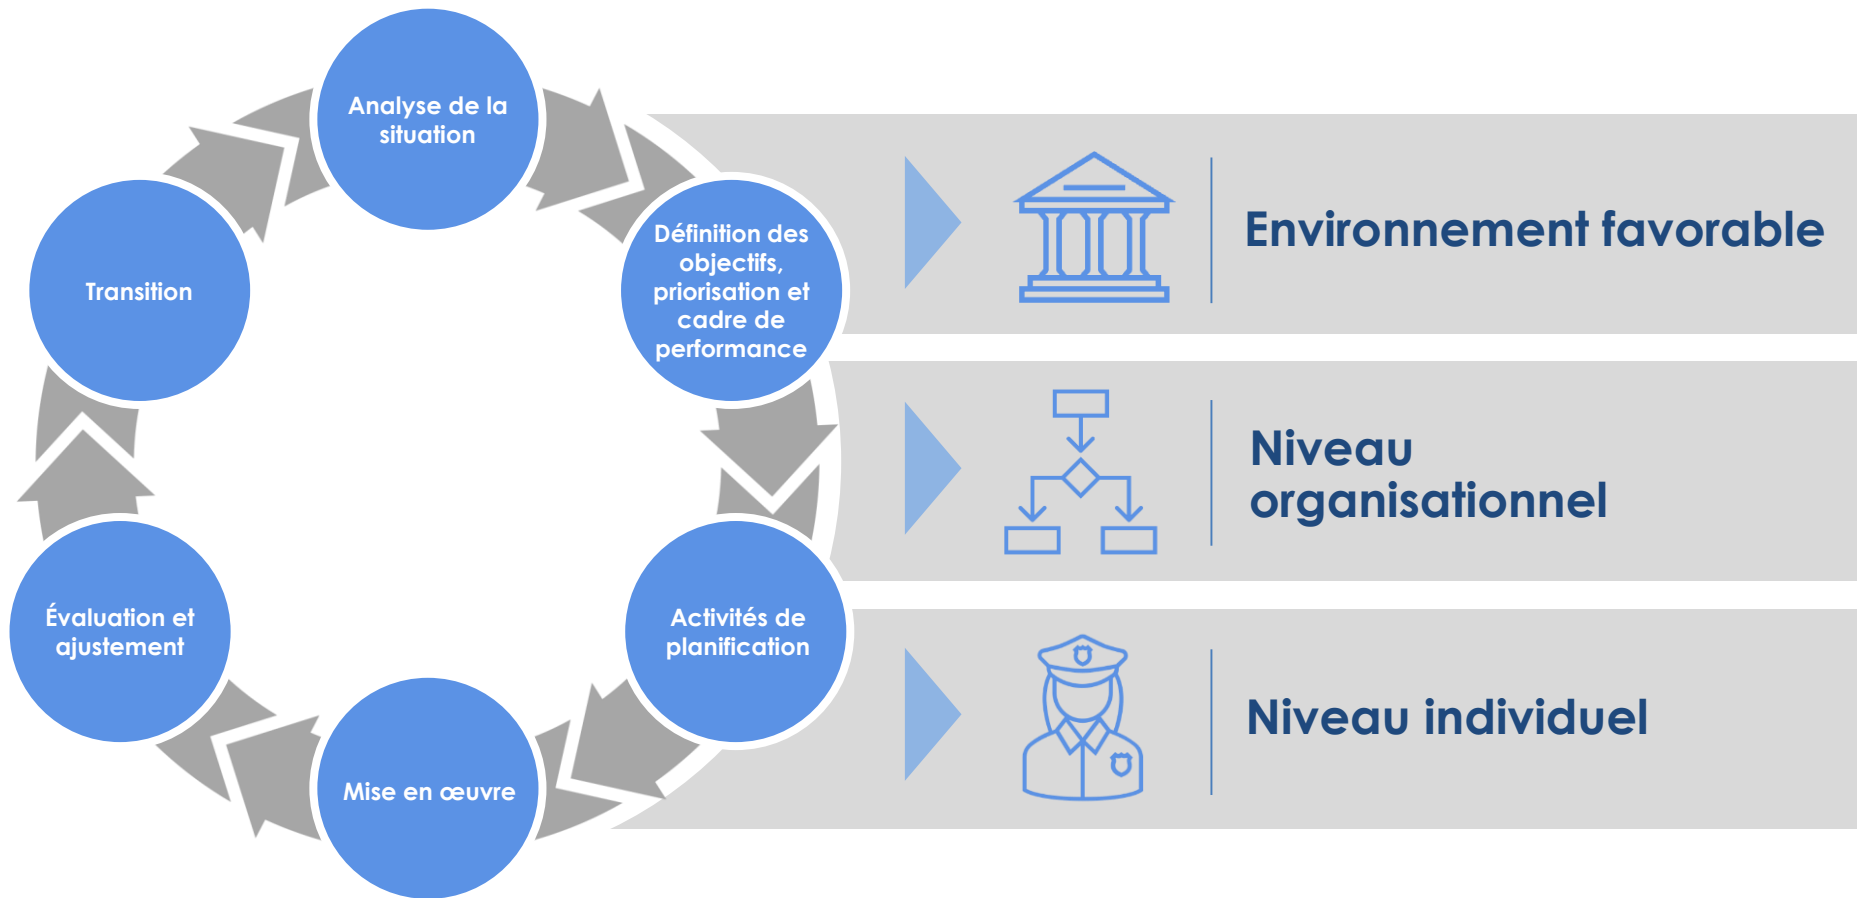 Analyse de la
situation
Définition des
objectifs,
priorisation et
cadre de
performance
Activités de
planification
Mise en œuvre
Évaluation et
ajustement
Transition
Environnement favorable
Niveau
organisationnel
Niveau individuel